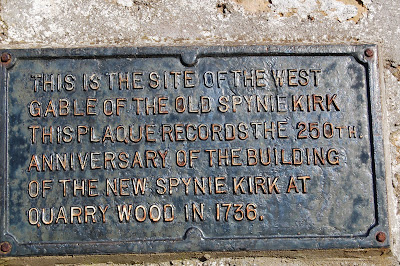 THIS IS THE SITE OF THE WEST
GABLE OF THE OLD SPYNIE KIRK
THIS PLAQUE RECORDS THE 250TH.
ANNIVERSARY OF THE BUILDING
OF THE NEW SPYNIE KIRK AT
QUARRY WOOD IN 1736.